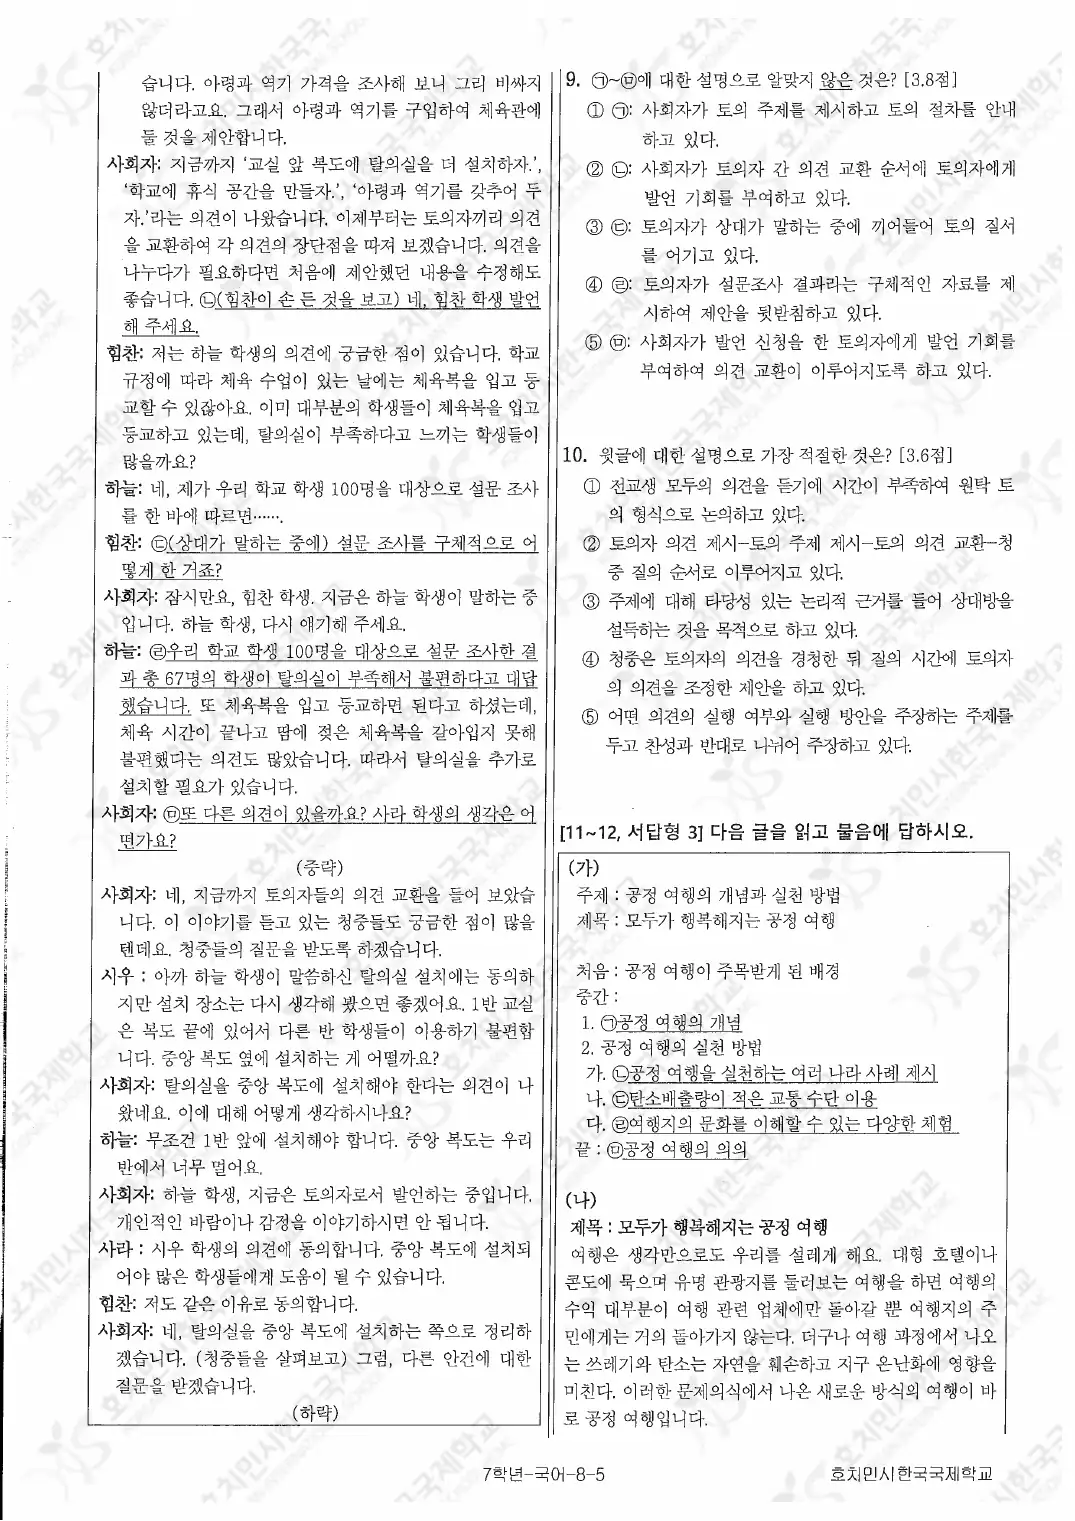 습니다. 아령과 역기 가격을 조사해 보니 그리 비싸지
않더라고요. 그래서 아령과 역기를 구입하여 체육관에
둘 것을 제안합니다.
사회자: 지금까지 '교실 앞 복도에 탈의실을 더 설치하자.',
'학교에 휴식 공간을 만들자.', '아령과 역기를 갖추어 두
자.'라는 의견이 나왔습니다. 이제부터는 토의자끼리 의견
을 교환하여 각 의견의 장단점을 따져 보겠습니다. 의견을
나누다가 필요하다면 처음에 제안했던 내용을 수정해도
좋습니다. ㉡(힘찬이 손 든 것을 보고) 네, 힘찬 학생 발언
해 주세요.
힘찬: 저는 하늘 학생의 의견에 궁금한 점이 있습니다. 학교
규정에 따라 체육 수업이 있는 날에는 체육복을 입고 등
교할 수 있잖아요. 이미 대부분의 학생들이 체육복을 입고
등교하고 있는데, 탈의실이 부족하다고 느끼는 학생들이
많을까요?
하늘: 네, 제가 우리 학교 학생 100명을 대상으로 설문 조사
를 한 바에 따르면…….
힘찬: ㉢(상대가 말하는 중에) 설문 조사를 구체적으로 어
떻게 한 거죠?
사회자: 잠시만요, 힘찬 학생. 지금은 하늘 학생이 말하는 중
입니다. 하늘 학생, 다시 얘기해 주세요.
하늘: ㉣우리 학교 학생 100명을 대상으로 설문 조사한 결
과 총 67명의 학생이 탈의실이 부족해서 불편하다고 대답
했습니다. 또 체육복을 입고 등교하면 된다고 하셨는데,
체육 시간이 끝나고 땀에 젖은 체육복을 갈아입지 못해
불편했다는 의견도 많았습니다. 따라서 탈의실을 추가로
설치할 필요가 있습니다.
사회자: ㉤또 다른 의견이 있을까요? 사라 학생의 생각은 어
떤가요?
(중략)
사회자: 네, 지금까지 토의자들의 의견 교환을 들어 보았습
니다. 이 이야기를 듣고 있는 청중들도 궁금한 점이 많을
텐데요. 청중들의 질문을 받도록 하겠습니다.
시우 : 아까 하늘 학생이 말씀하신 탈의실 설치에는 동의하
지만 설치 장소는 다시 생각해 봤으면 좋겠어요. 1반 교실
은 복도 끝에 있어서 다른 반 학생들이 이용하기 불편합
니다. 중앙 복도 옆에 설치하는 게 어떨까요?
사회자: 탈의실을 중앙 복도에 설치해야 한다는 의견이 나
왔네요. 이에 대해 어떻게 생각하시나요?
하늘: 무조건 1반 앞에 설치해야 합니다. 중앙 복도는 우리
반에서 너무 멀어요.
사회자: 하늘 학생, 지금은 토의자로서 발언하는 중입니다.
개인적인 바람이나 감정을 이야기하시면 안 됩니다.
사라 : 시우 학생의 의견에 동의합니다. 중앙 복도에 설치되
어야 많은 학생들에게 도움이 될 수 있습니다.
힘찬: 저도 같은 이유로 동의합니다.
사회자: 네, 탈의실을 중앙 복도에 설치하는 쪽으로 정리하
겠습니다. (청중들을 살펴보고) 그럼, 다른 안건에 대한
질문을 받겠습니다.
(하략)
9. ㉠~㉤에 대한 설명으로 알맞지 않은 것은? [3.8점]
① ㉠: 사회자가 토의 주제를 제시하고 토의 절차를 안내
하고 있다.
② ㉡: 사회자가 토의자 간 의견 교환 순서에 토의자에게
발언 기회를 부여하고 있다.
③ ㉢: 토의자가 상대가 말하는 중에 끼어들어 토의 질서
를 어기고 있다.
④ ㉣: 토의자가 설문조사 결과라는 구체적인 자료를 제
시하여 제안을 뒷받침하고 있다.
⑤ ㉤: 사회자가 발언 신청을 한 토의자에게 발언 기회를
부여하여 의견 교환이 이루어지도록 하고 있다.
10. 윗글에 대한 설명으로 가장 적절한 것은? [3.6점]
① 전교생 모두의 의견을 듣기에 시간이 부족하여 원탁 토
의 형식으로 논의하고 있다.
② 토의자 의견 제시-토의 주제 제시-토의 의견 교환-청
중 질의 순서로 이루어지고 있다.
③ 주제에 대해 타당성 있는 논리적 근거를 들어 상대방을
설득하는 것을 목적으로 하고 있다.
④ 청중은 토의자의 의견을 경청한 뒤 질의 시간에 토의자
의 의견을 조정한 제안을 하고 있다.
⑤ 어떤 의견의 실행 여부와 실행 방안을 주장하는 주제를
두고 찬성과 반대로 나뉘어 주장하고 있다.
[11~12, 서답형 3] 다음 글을 읽고 물음에 답하시오.
(가)
주제 : 공정 여행의 개념과 실천 방법
제목 : 모두가 행복해지는 공정 여행
처음 : 공정 여행이 주목받게 된 배경
중간 :
1. ㉠공정 여행의 개념
2. 공정 여행의 실천 방법
가. ㉡공정 여행을 실천하는 여러 나라 사례 제시
나. ㉢탄소배출량이 적은 교통 수단 이용
다. ㉣여행지의 문화를 이해할 수 있는 다양한 체험
끝 : ㉤공정 여행의 의의
(나)
제목 : 모두가 행복해지는 공정 여행
여행은 생각만으로도 우리를 설레게 해요. 대형 호텔이나
콘도에 묵으며 유명 관광지를 둘러보는 여행을 하면 여행의
수익 대부분이 여행 관련 업체에만 돌아갈 뿐 여행지의 주
민에게는 거의 돌아가지 않는다. 더구나 여행 과정에서 나오
는 쓰레기와 탄소는 자연을 훼손하고 지구 온난화에 영향을
미친다. 이러한 문제의식에서 나온 새로운 방식의 여행이 바
로 공정 여행입니다.
7학년-국어-8-5
호치민시한국국제학교